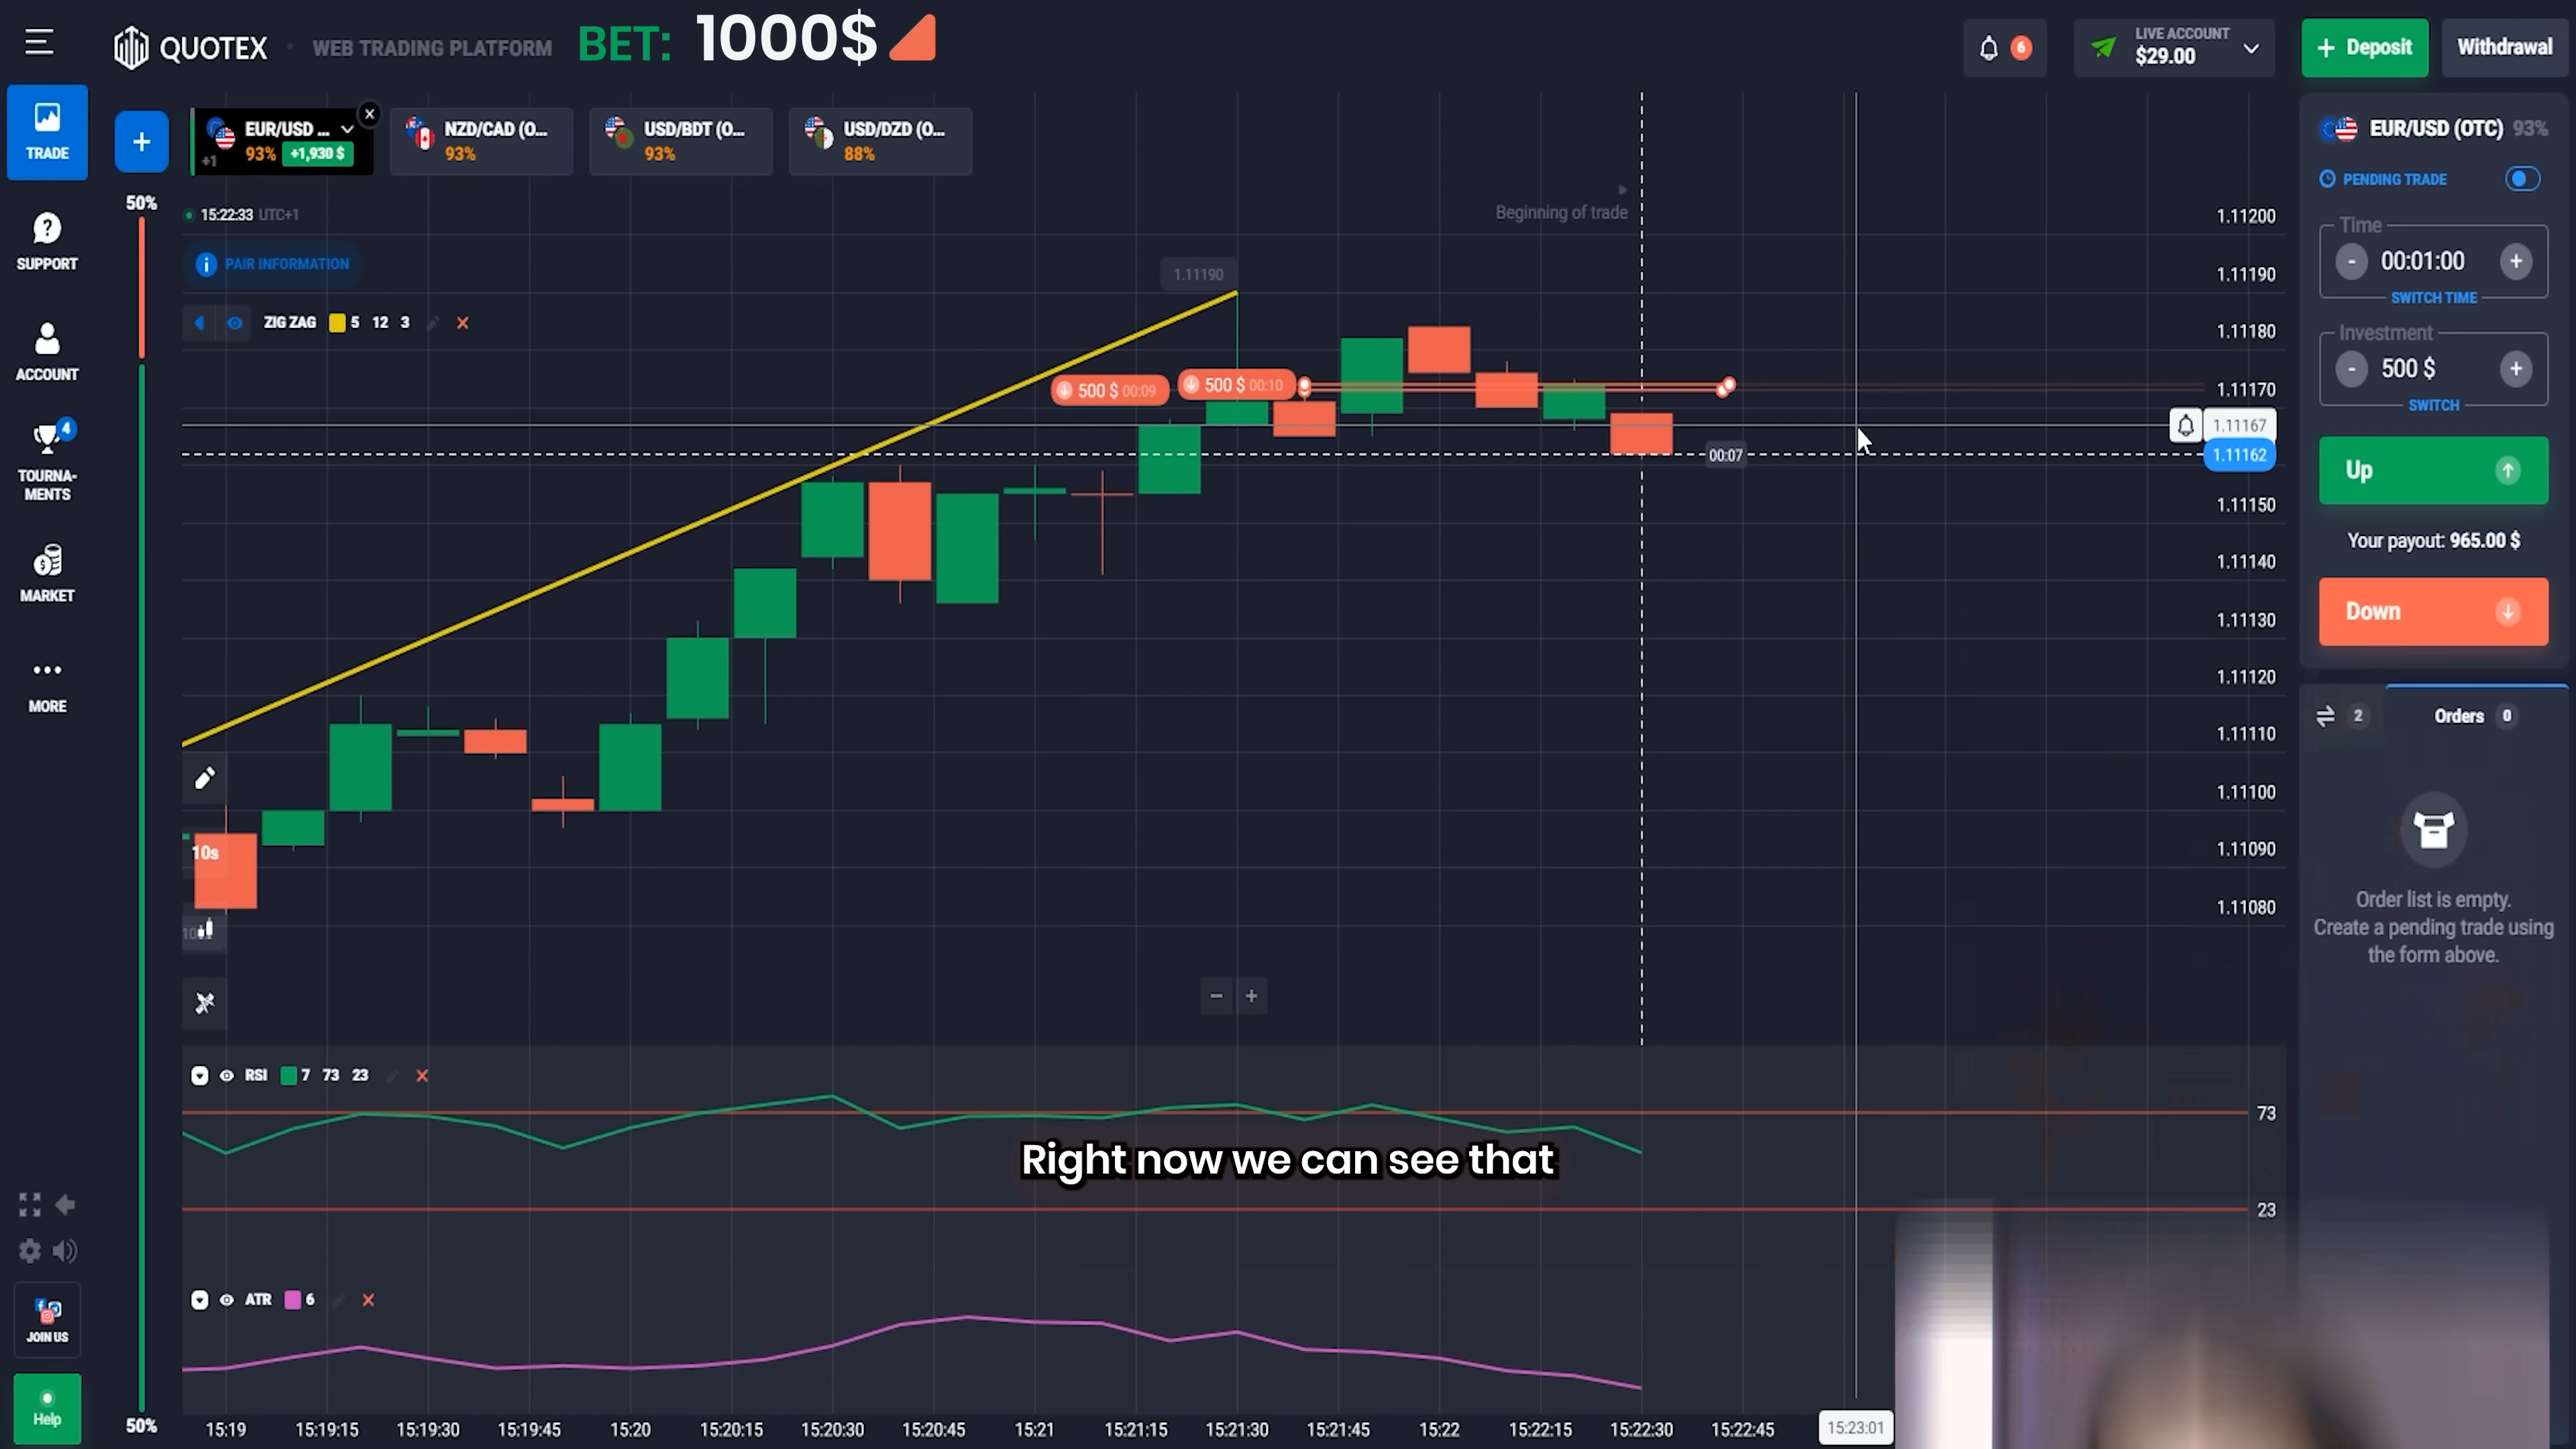 QUOTEX
WEB TRADING PLATFORM
BET: 1000$
6
LIVE ACCOUNT
$29.00
+ Deposit
Withdrawal
TRADE
SUPPORT
ACCOUNT
4
TOURNA-
MENTS
MARKET
MORE
JOIN US
Help
+
EUR/USD ...
93% +1,930 $
+1
NZD/CAD (O...
93%
USD/BDT (O...
93%
USD/DZD (O...
88%
50%
50%
15:22:33 UTC+1
PAIR INFORMATION
ZIG ZAG 5 12 3
Beginning of trade
1.11190
500 $ 00:09
500 $ 00:10
00:07
1.11200
1.11190
1.11180
1.11170
1.11167
1.11162
1.11150
1.11140
1.11130
1.11120
1.11110
1.11100
1.11090
1.11080
10s
RSI 7 73 23
73
23
Right now we can see that
ATR 6
15:19 15:19:15 15:19:30 15:19:45 15:20 15:20:15 15:20:30 15:20:45 15:21 15:21:15 15:21:30 15:21:45 15:22 15:22:15 15:22:30 15:22:45 15:23:01
EUR/USD (OTC) 93%
PENDING TRADE
Time
- 00:01:00 +
SWITCH TIME
Investment
- 500 $ +
SWITCH
Up
Your payout: 965.00 $
Down
2
Orders 0
Order list is empty.
Create a pending trade using
the form above.